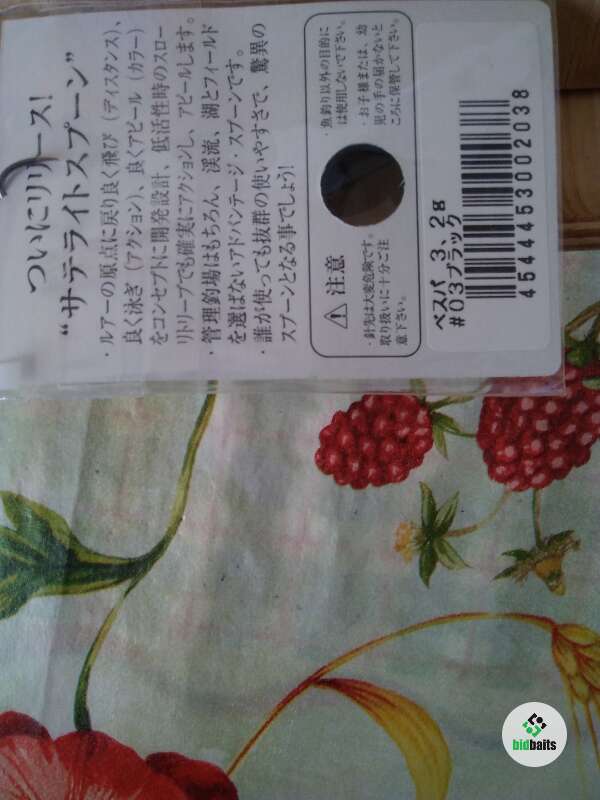 ついにリリース!
“サテライトスプーン”
・ルアーの原点に戻り良く飛び（ディスタンス）、
良く泳ぎ（アクション）、良くアピール（カラー）
をコンセプトに開発設計、低活性時のスロー
リトリーブでも確実にアクションし、アピールします。
・管理釣場はもちろん、渓流、湖とフィールド
を選ばないアドバンテージ・スプーンです。
・誰が使っても抜群の使いやすさで、驚異の
スプーンとなる事でしょう!
⚠ 注意
・針先は大変危険です。
取り扱いに十分ご注
意下さい。
・魚釣り以外の目的に
は使用しないで下さい。
・お子様または、幼
児の手の届かないと
ころに保管して下さい。
ベスパ 3、2g
#03ブラック
4544453002038
bidbaits